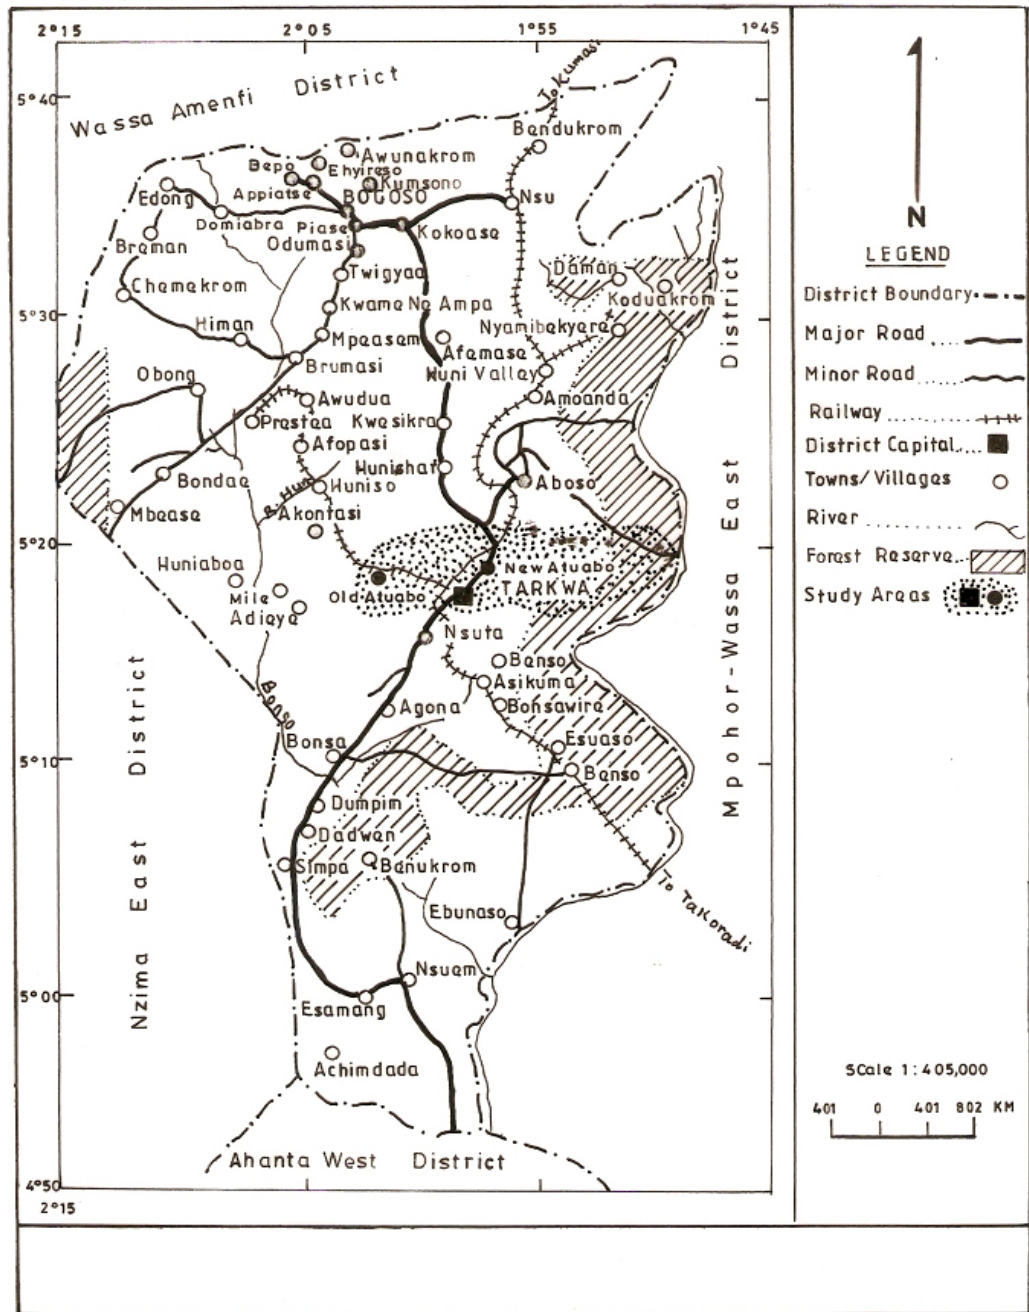 2°15
2°05
1°55
1°45
5°40
5°30
5°20
5°10
5°00
4°50
2°15
Wassa Amenfi District
To Kumasi
Bendukrom
Awunakrom
Ehyireso
Bepo
Kumsono
Appiatse
Edong
BOGOSO
Nsu
Domiabra
Piase
Kokoase
Breman
Odumasi
Twigyaa
Daman
Chemekrom
Koduakrom
Kwame No Ampa
Himan
Nyamibekyere
Mpeasem
Afemase
Brumasi
Huni Valley
Obong
Awudua
Amoanda
Prestea
Kwesikra
Afopasi
Hunishaf
Bondae
R. Huni
Huniso
Aboso
Mbease
Akontasi
Huniaboa
New Atuabo
Mile
Adieye
Old Atuabo
TARKWA
Nsuta
Benso
Asikuma
Bonsawire
Bonso
Agona
Bonsa
Esuaso
Benso
Dumpim
Dadwen
Simpa
Benukrom
To Takoradi
Ebunaso
Nsuem
Esamang
Achimdada
Ahanta West District
Nzima East District
Mpohor-Wassa East District
N
LEGEND
District Boundary
Major Road
Minor Road
Railway
District Capital
Towns/Villages
River
Forest Reserve
Study Areas
Scale 1:405,000
401 0 401 802 KM